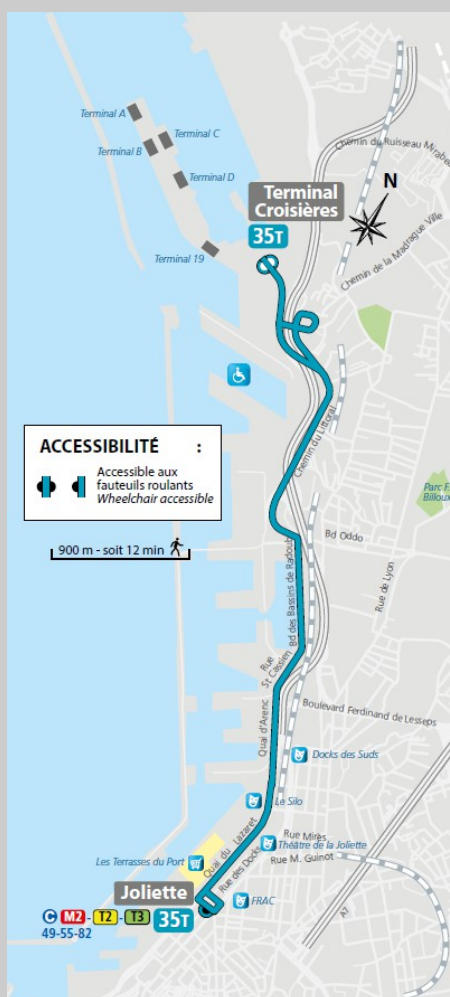 Terminal A
Terminal C
Terminal B
Terminal D
Chemin du Ruisseau Mirabe
N
Terminal
Croisières
35T
Chemin de la Madrague Ville
Terminal 19
Chemin du Littoral
ACCESSIBILITÉ :
Accessible aux
fauteuils roulants
Wheelchair accessible
Parc F
Billoux
900 m - soit 12 min
Bd Oddo
Bd des Bassins de Radoub
Rue de Lyon
Rue
St Cassien
Quai d'Arenc
Boulevard Ferdinand de Lesseps
Docks des Suds
Le Silo
Quai du Lazaret
Rue Mirès
Théâtre de la Joliette
Rue des Docks
Rue M. Guinot
Les Terrasses du Port
Joliette
FRAC
A7
C M2 - T2 - T3 35T
49-55-82